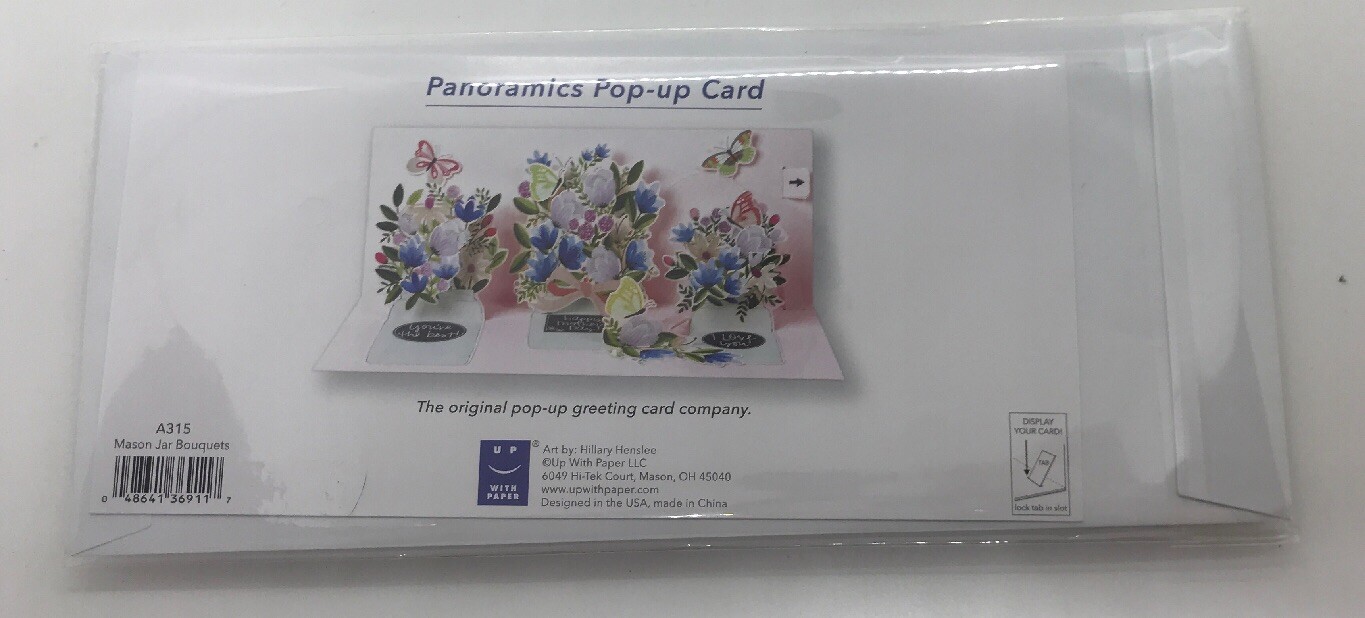 Panoramics Pop-up Card
you're
the best!
happy
mother's
day!
I love
you!
The original pop-up greeting card company.
A315
Mason Jar Bouquets
0 48641 36911 7
UP
WITH
PAPER
®
Art by: Hillary Henslee
©Up With Paper LLC
6049 Hi-Tek Court, Mason, OH 45040
www.upwithpaper.com
Designed in the USA, made in China
DISPLAY
YOUR CARD!
TAB
lock tab in slot